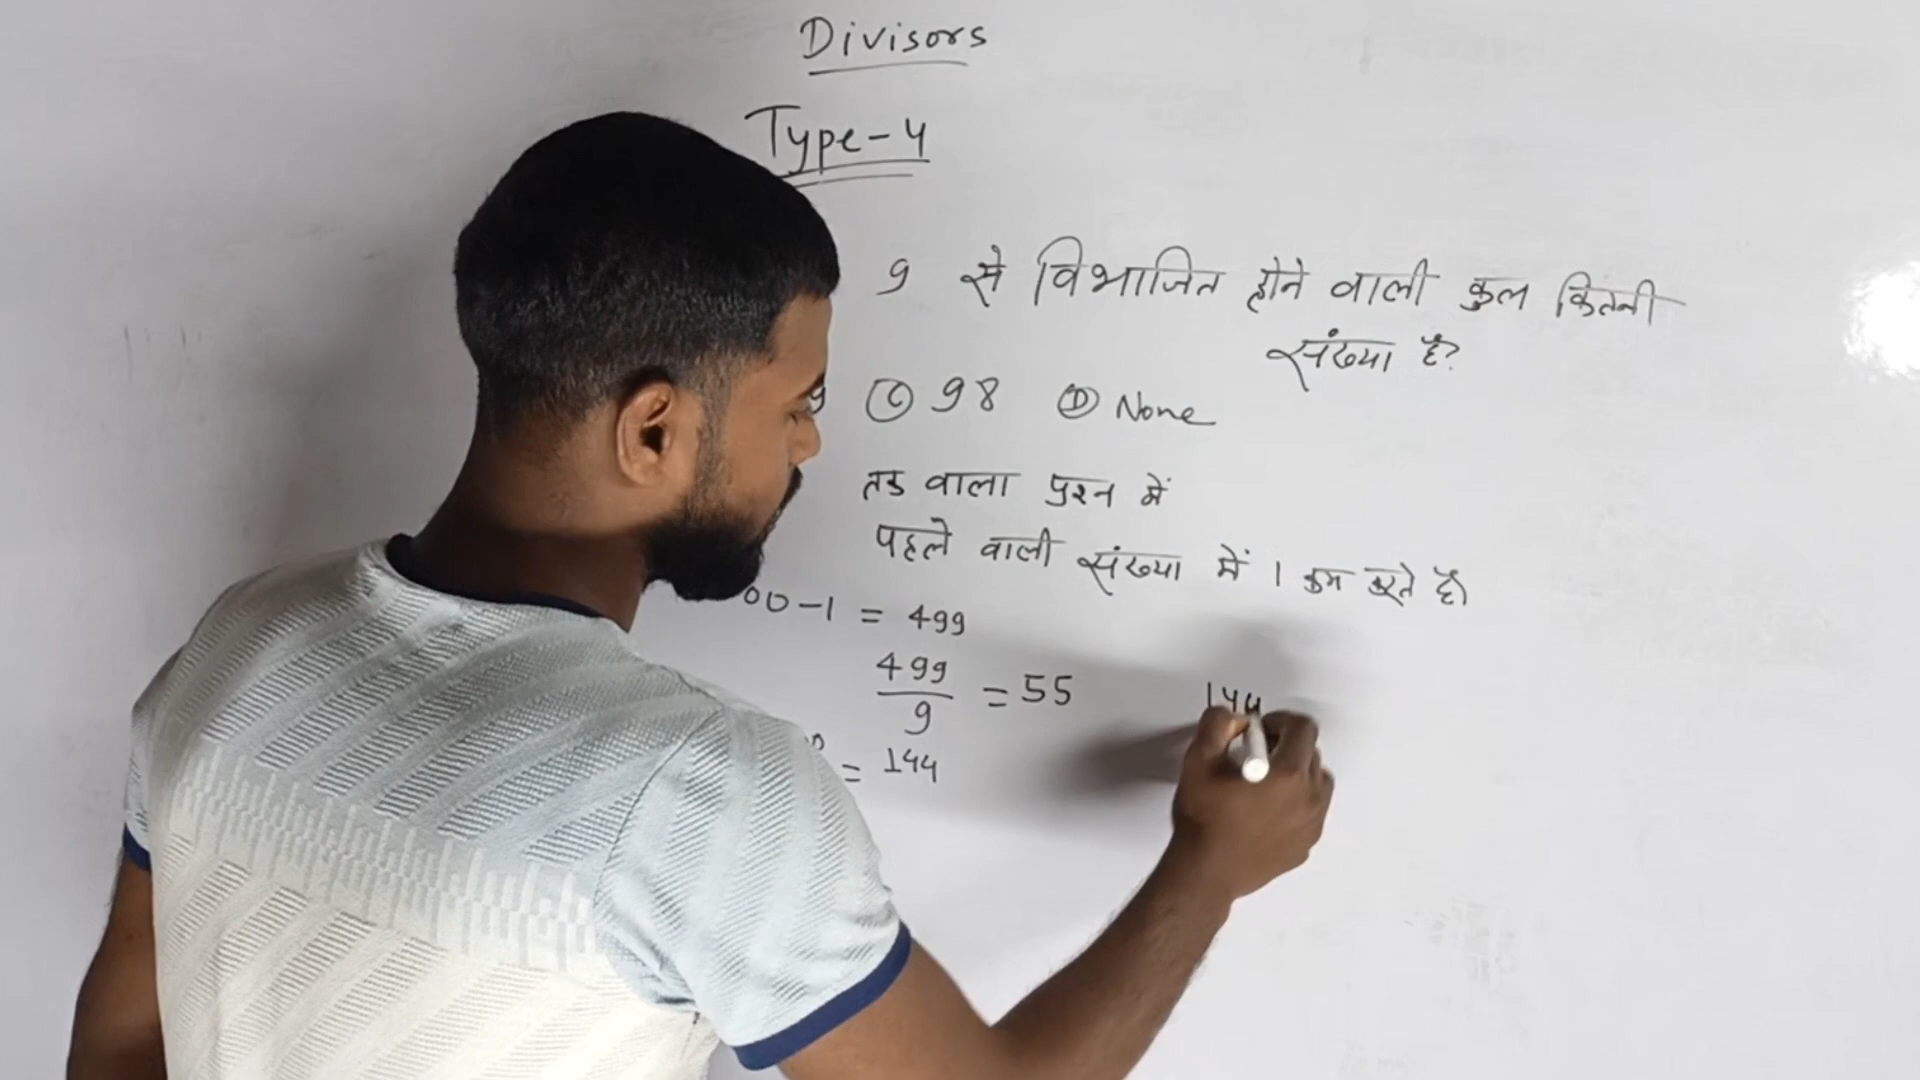 Divisors
Type-4
9 से विभाजित होने वाली कुल कितनी
संख्या है?
9 Ⓒ 98 Ⓓ None
तक वाला प्रश्न में
पहले वाली संख्या में 1 कम करते है।
00-1 = 499
499
9
= 55
144
= 144